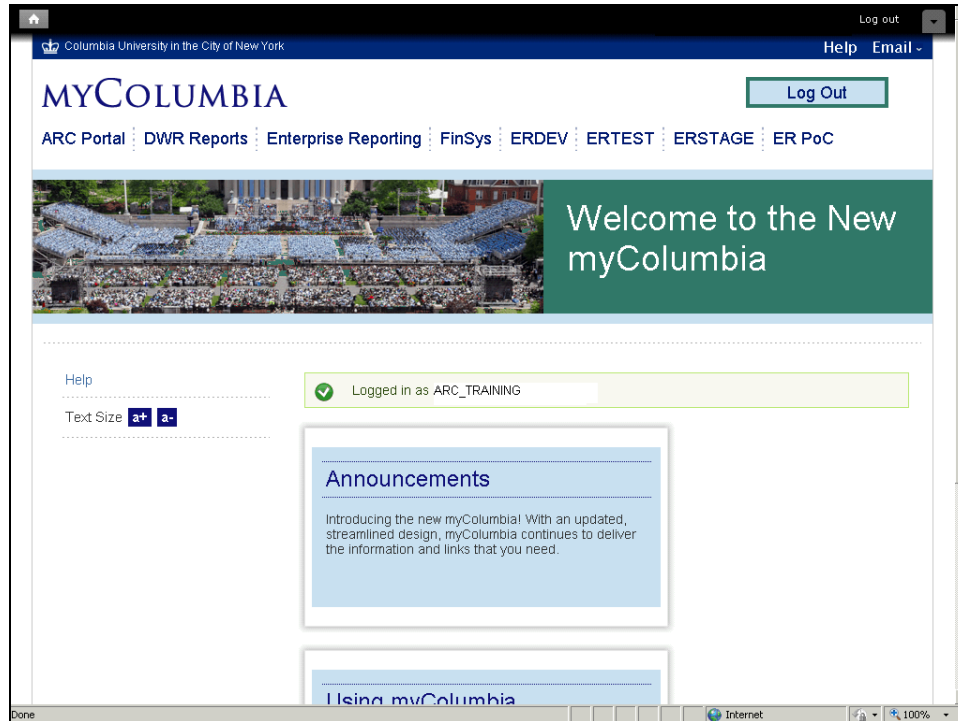 Log out
Columbia University in the City of New York
Help Email
MYCOLUMBIA
Log Out
ARC Portal DWR Reports Enterprise Reporting FinSys ERDEV ERTEST ERSTAGE ER PoC
Welcome to the New
myColumbia
Help
Logged in as ARC_TRAINING
Text Size a+ a-
Announcements
Introducing the new myColumbia! With an updated,
streamlined design, myColumbia continues to deliver
the information and links that you need.
Using myColumbia
Done
Internet
100%